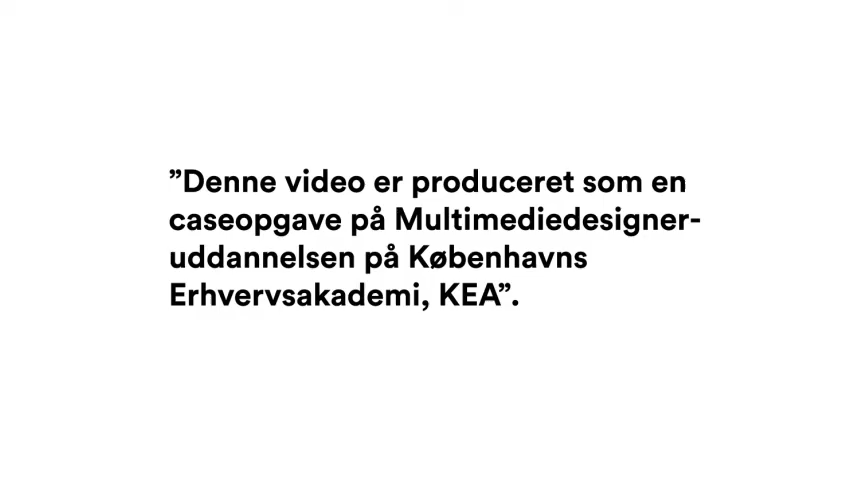 ”Denne video er produceret som en
caseopgave på Multimediedesigner-
uddannelsen på Københavns
Erhvervsakademi, KEA”.